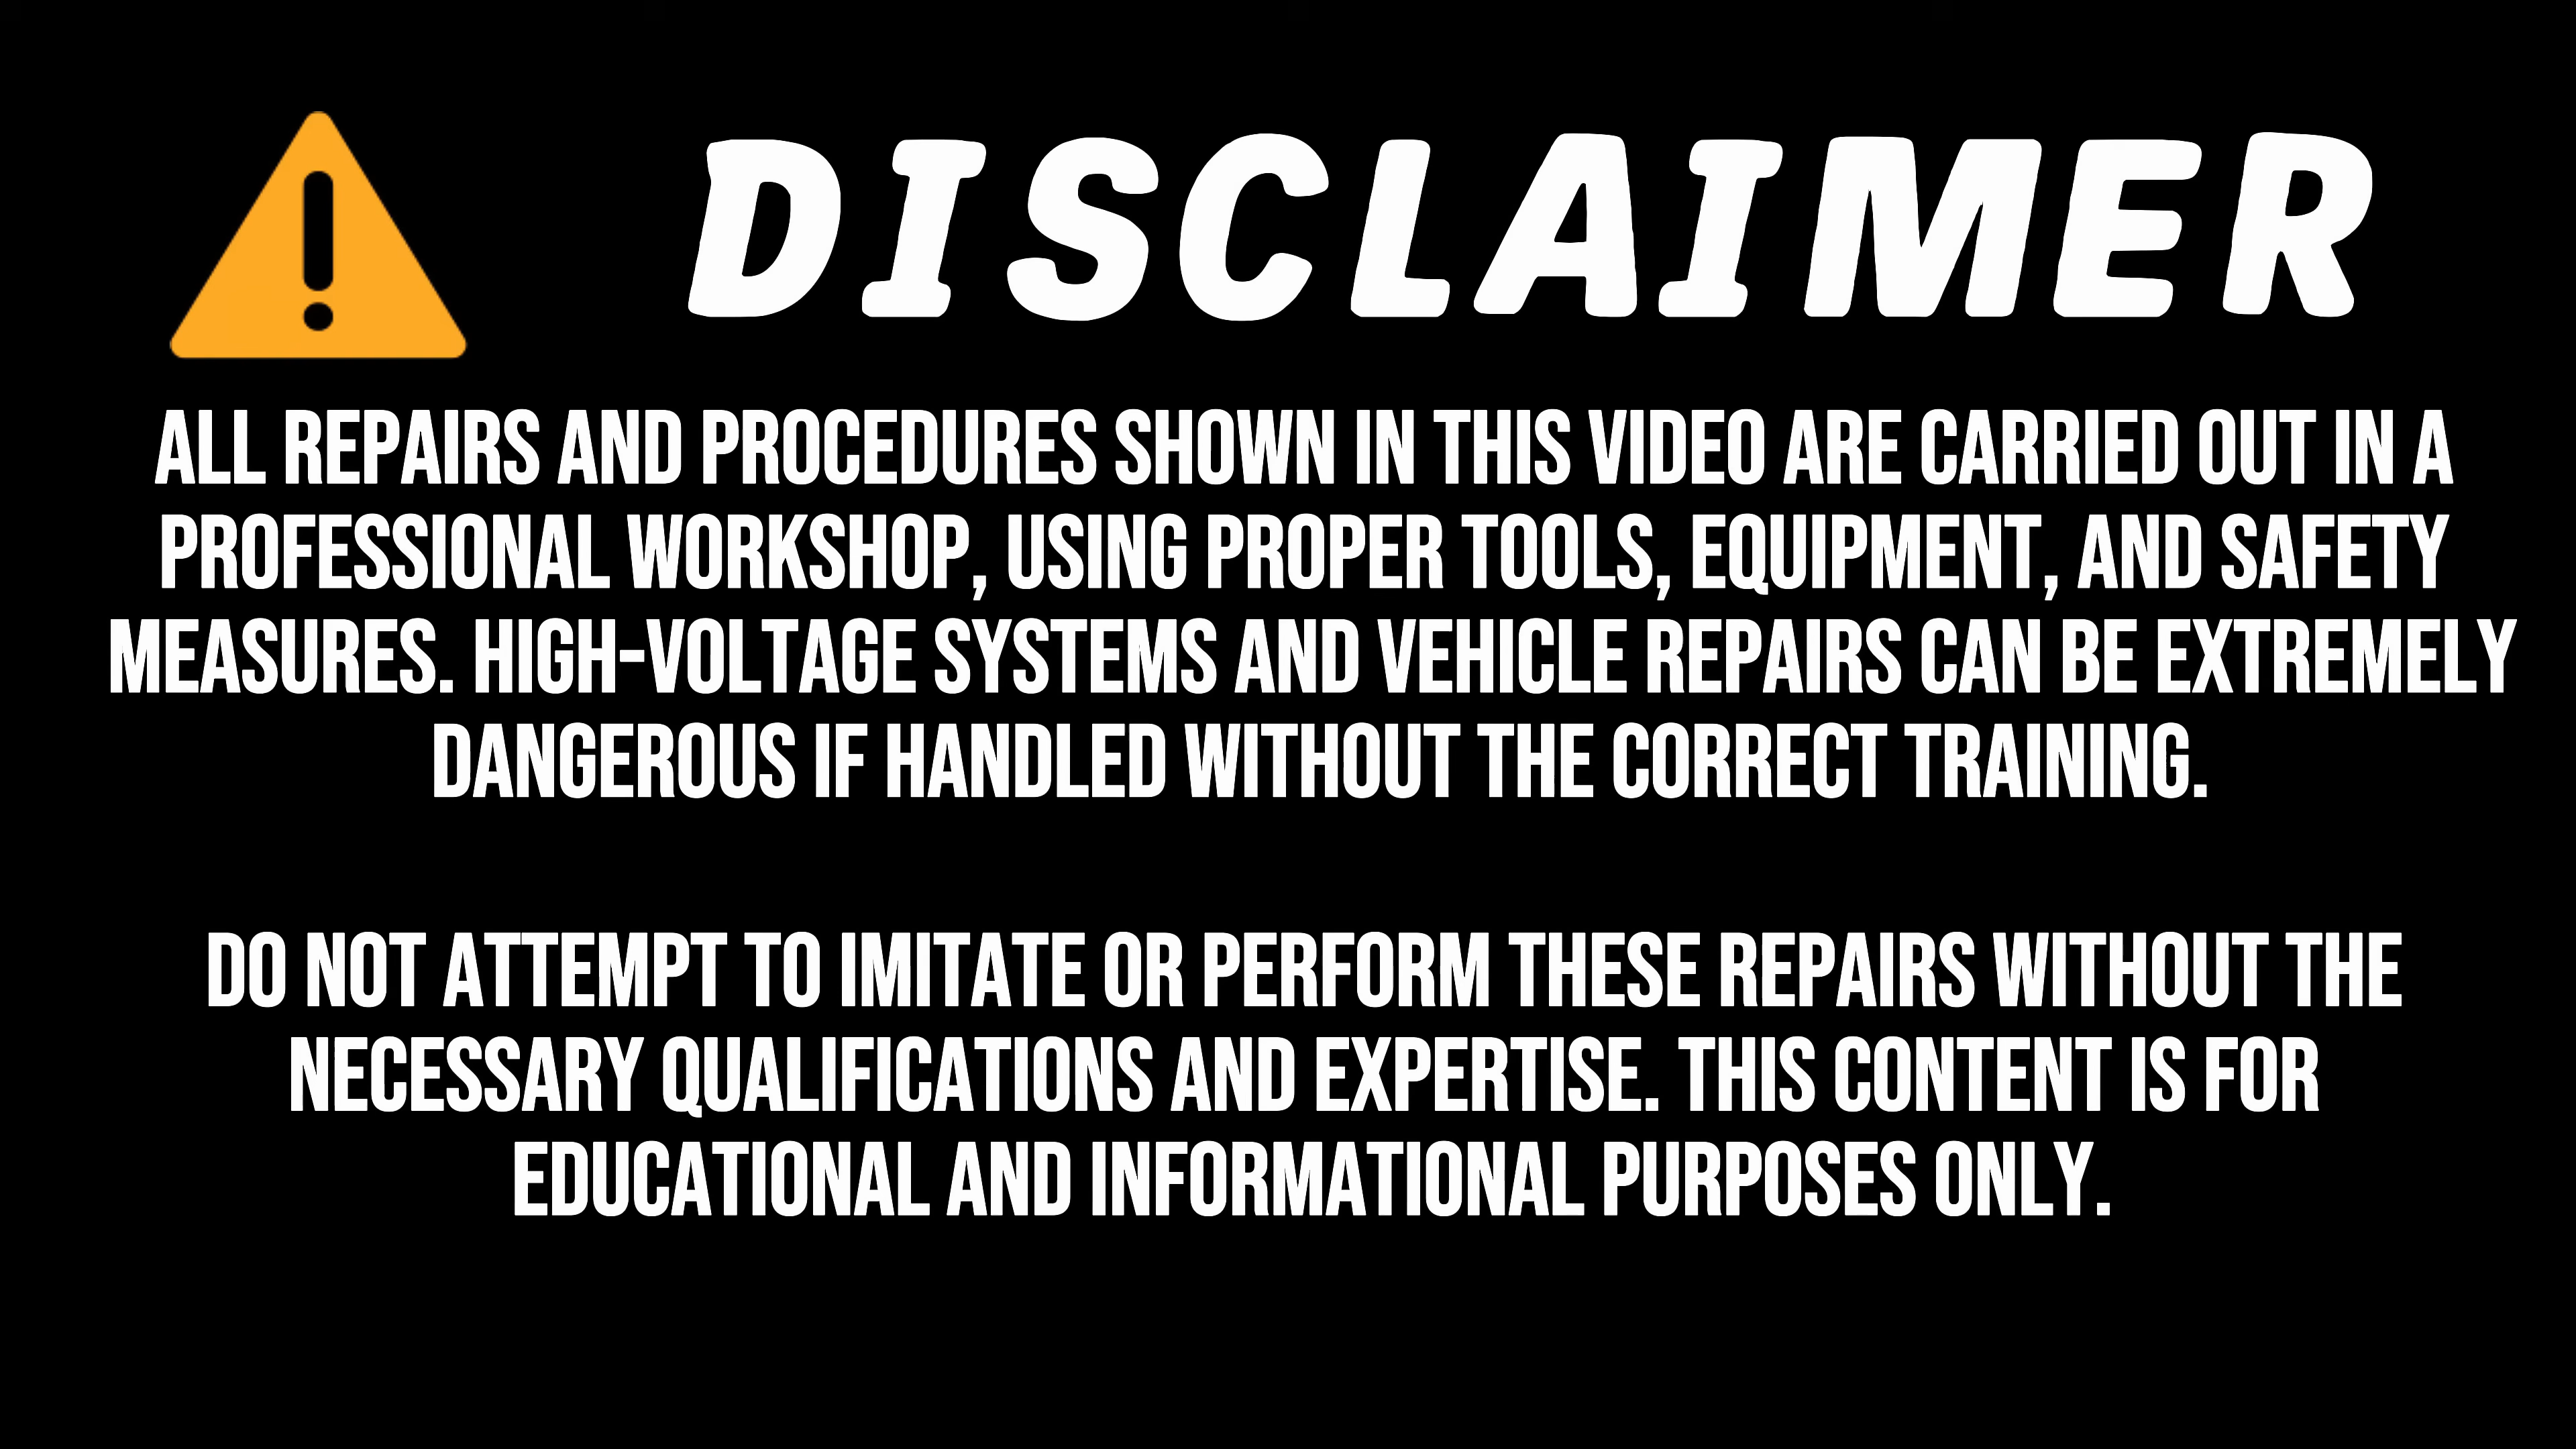 DISCLAIMER
ALL REPAIRS AND PROCEDURES SHOWN IN THIS VIDEO ARE CARRIED OUT IN A
PROFESSIONAL WORKSHOP, USING PROPER TOOLS, EQUIPMENT, AND SAFETY
MEASURES. HIGH-VOLTAGE SYSTEMS AND VEHICLE REPAIRS CAN BE EXTREMELY
DANGEROUS IF HANDLED WITHOUT THE CORRECT TRAINING.
DO NOT ATTEMPT TO IMITATE OR PERFORM THESE REPAIRS WITHOUT THE
NECESSARY QUALIFICATIONS AND EXPERTISE. THIS CONTENT IS FOR
EDUCATIONAL AND INFORMATIONAL PURPOSES ONLY.